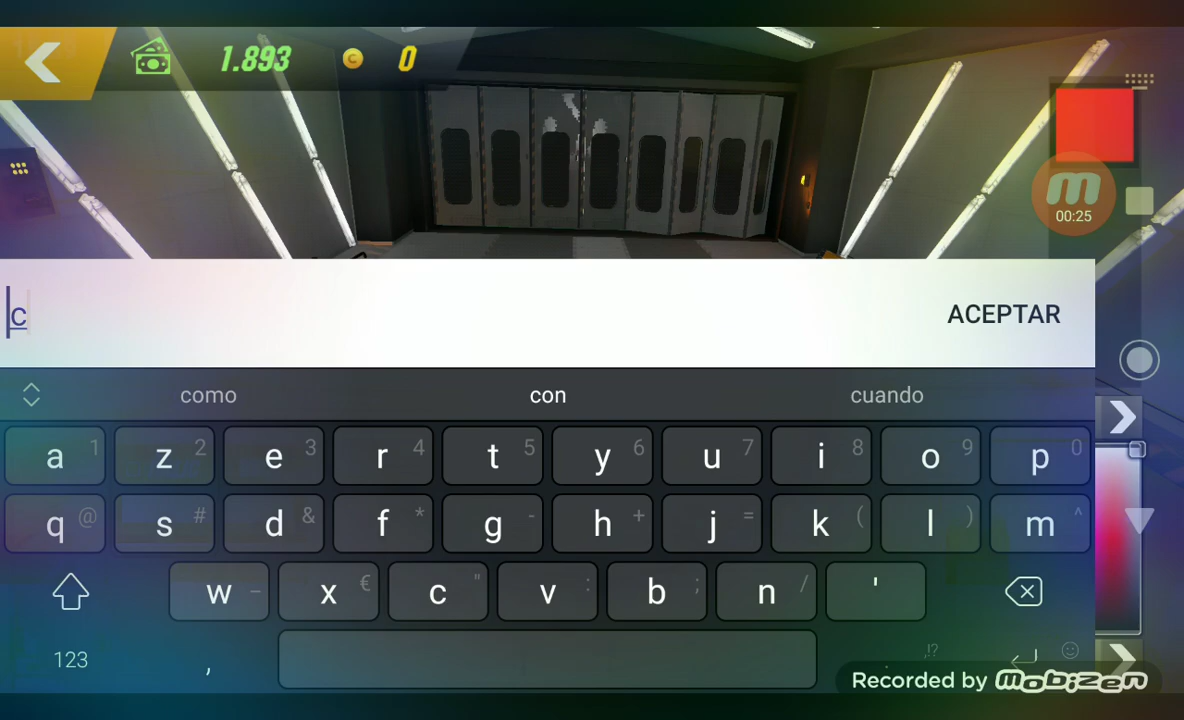 1.893 C 0
00:25
c
ACEPTAR
como con cuando
a 1 z 2 e 3 r 4 t 5 y 6 u 7 i 8 o 9 p 0
q @ s # d & f * g - h + j = k ( l ) m ^
w _ x € c " v : b ; n / '
123 , .,!?
Recorded by mobizen